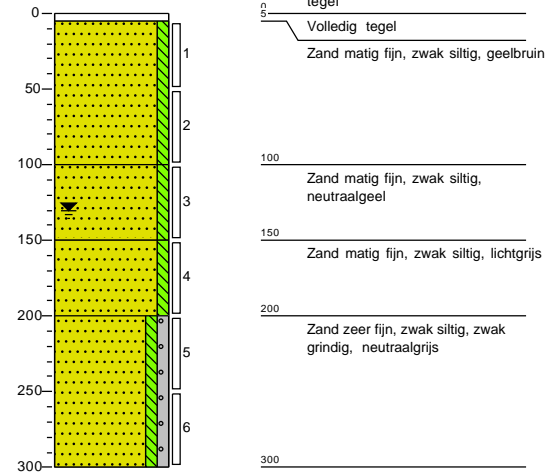 0
50
100
150
200
250
300
1
2
3
4
5
6
0
tegel
5
Volledig tegel
Zand matig fijn, zwak siltig, geelbruin
100
Zand matig fijn, zwak siltig,
neutraalgeel
150
Zand matig fijn, zwak siltig, lichtgrijs
200
Zand zeer fijn, zwak siltig, zwak
grindig, neutraalgrijs
300